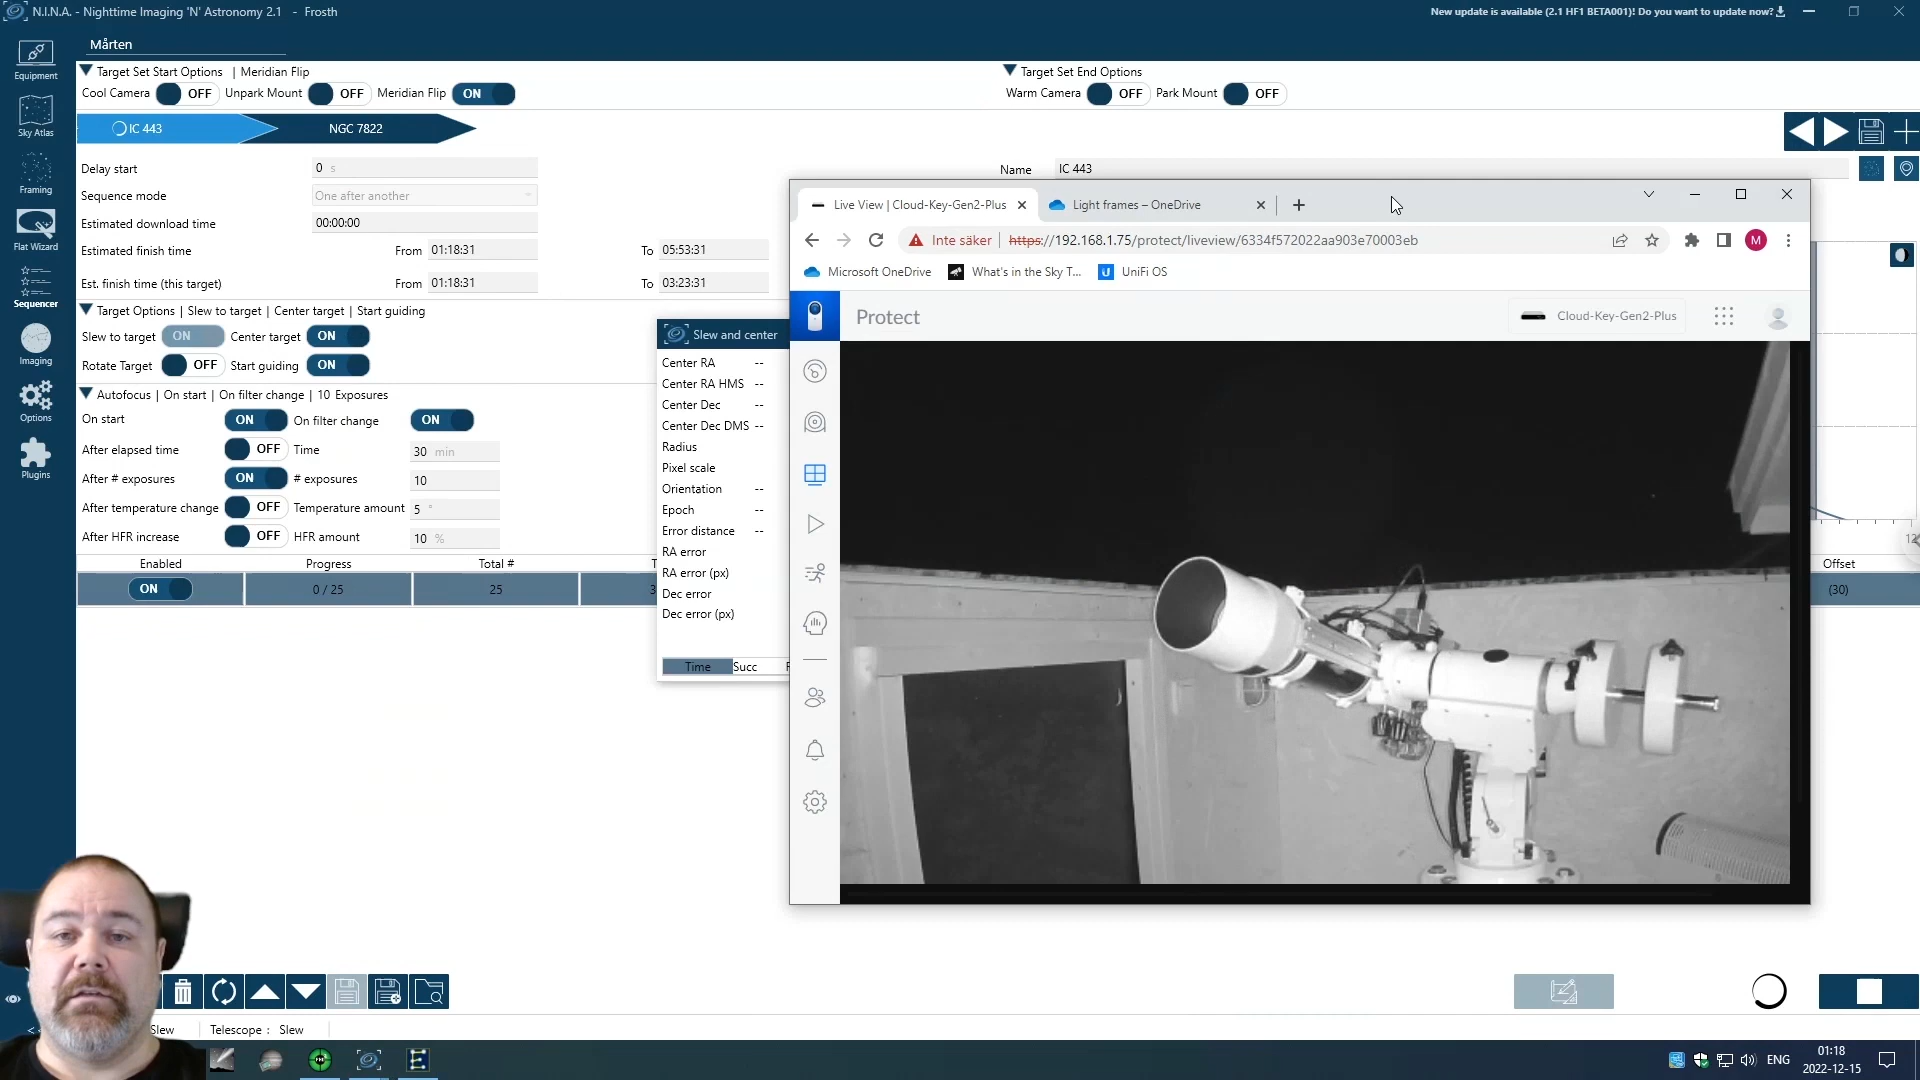 N.I.N.A. - Nighttime Imaging 'N' Astronomy 2.1 - Frosth
New update is available (2.1 HF1 BETA001)! Do you want to update now?
Mårten
Equipment
Sky Atlas
Framing
Flat Wizard
Sequencer
Imaging
Options
Plugins
Target Set Start Options | Meridian Flip
Target Set End Options
Cool Camera OFF Unpark Mount OFF Meridian Flip ON
Warm Camera OFF Park Mount OFF
IC 443 NGC 7822
Delay start 0 s
Name IC 443
Sequence mode One after another
Estimated download time 00:00:00
Estimated finish time From 01:18:31 To 05:53:31
Est. finish time (this target) From 01:18:31 To 03:23:31
Target Options | Slew to target | Center target | Start guiding
Slew to target ON Center target ON
Rotate Target OFF Start guiding ON
Autofocus | On start | On filter change | 10 Exposures
On start ON On filter change ON
After elapsed time OFF Time 30 min
After # exposures ON # exposures 10
After temperature change OFF Temperature amount 5 °
After HFR increase OFF HFR amount 10 %
Enabled Progress Total # T
ON 0 / 25 25 3
Offset
(30)
12
Slew and center
Center RA --
Center RA HMS --
Center Dec --
Center Dec DMS --
Radius
Pixel scale
Orientation --
Epoch --
Error distance --
RA error
RA error (px)
Dec error
Dec error (px)
Time Succ
Live View | Cloud-Key-Gen2-Plus
Light frames – OneDrive
Inte säker https://192.168.1.75/protect/liveview/6334f572022aa903e70003eb
M
Microsoft OneDrive
What's in the Sky T...
U UniFi OS
Protect
Cloud-Key-Gen2-Plus
Slew Telescope : Slew
ENG
01:18
2022-12-15